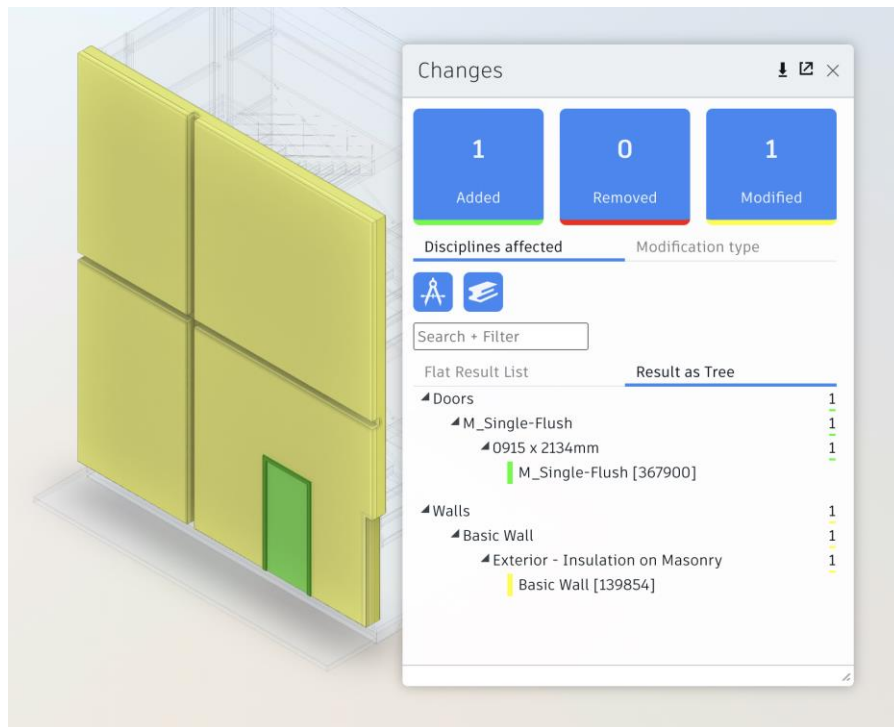 Changes
1
0
1
Added
Removed
Modified
Disciplines affected
Modification type
Search + Filter
Flat Result List
Result as Tree
Doors 1
M_Single-Flush 1
0915 x 2134mm 1
M_Single-Flush [367900]
Walls 1
Basic Wall 1
Exterior - Insulation on Masonry 1
Basic Wall [139854]